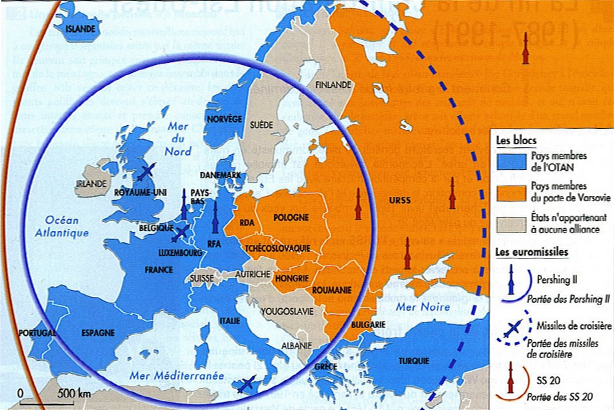 ISLANDE
FINLANDE
NORVÈGE
SUÈDE
Mer
du
Nord
DANEMARK
IRLANDE
ROYAUME-UNI
PAYS-
BAS
Océan
Atlantique
BELGIQUE
LUXEMBOURG
RFA
RDA
POLOGNE
URSS
TCHÉCOSLOVAQUIE
FRANCE
SUISSE
AUTRICHE
HONGRIE
ROUMANIE
YOUGOSLAVIE
Mer Noire
ITALIE
BULGARIE
PORTUGAL
ESPAGNE
ALBANIE
GRÈCE
TURQUIE
Mer Méditerranée
0 500 km
Les blocs
Pays membres
de l'OTAN
Pays membres
du pacte de Varsovie
États n'appartenant
à aucune alliance
Les euromissiles
Pershing II
Portée des Pershing II
Missiles de croisière
Portée des missiles
de croisière
SS 20
Portée des SS 20